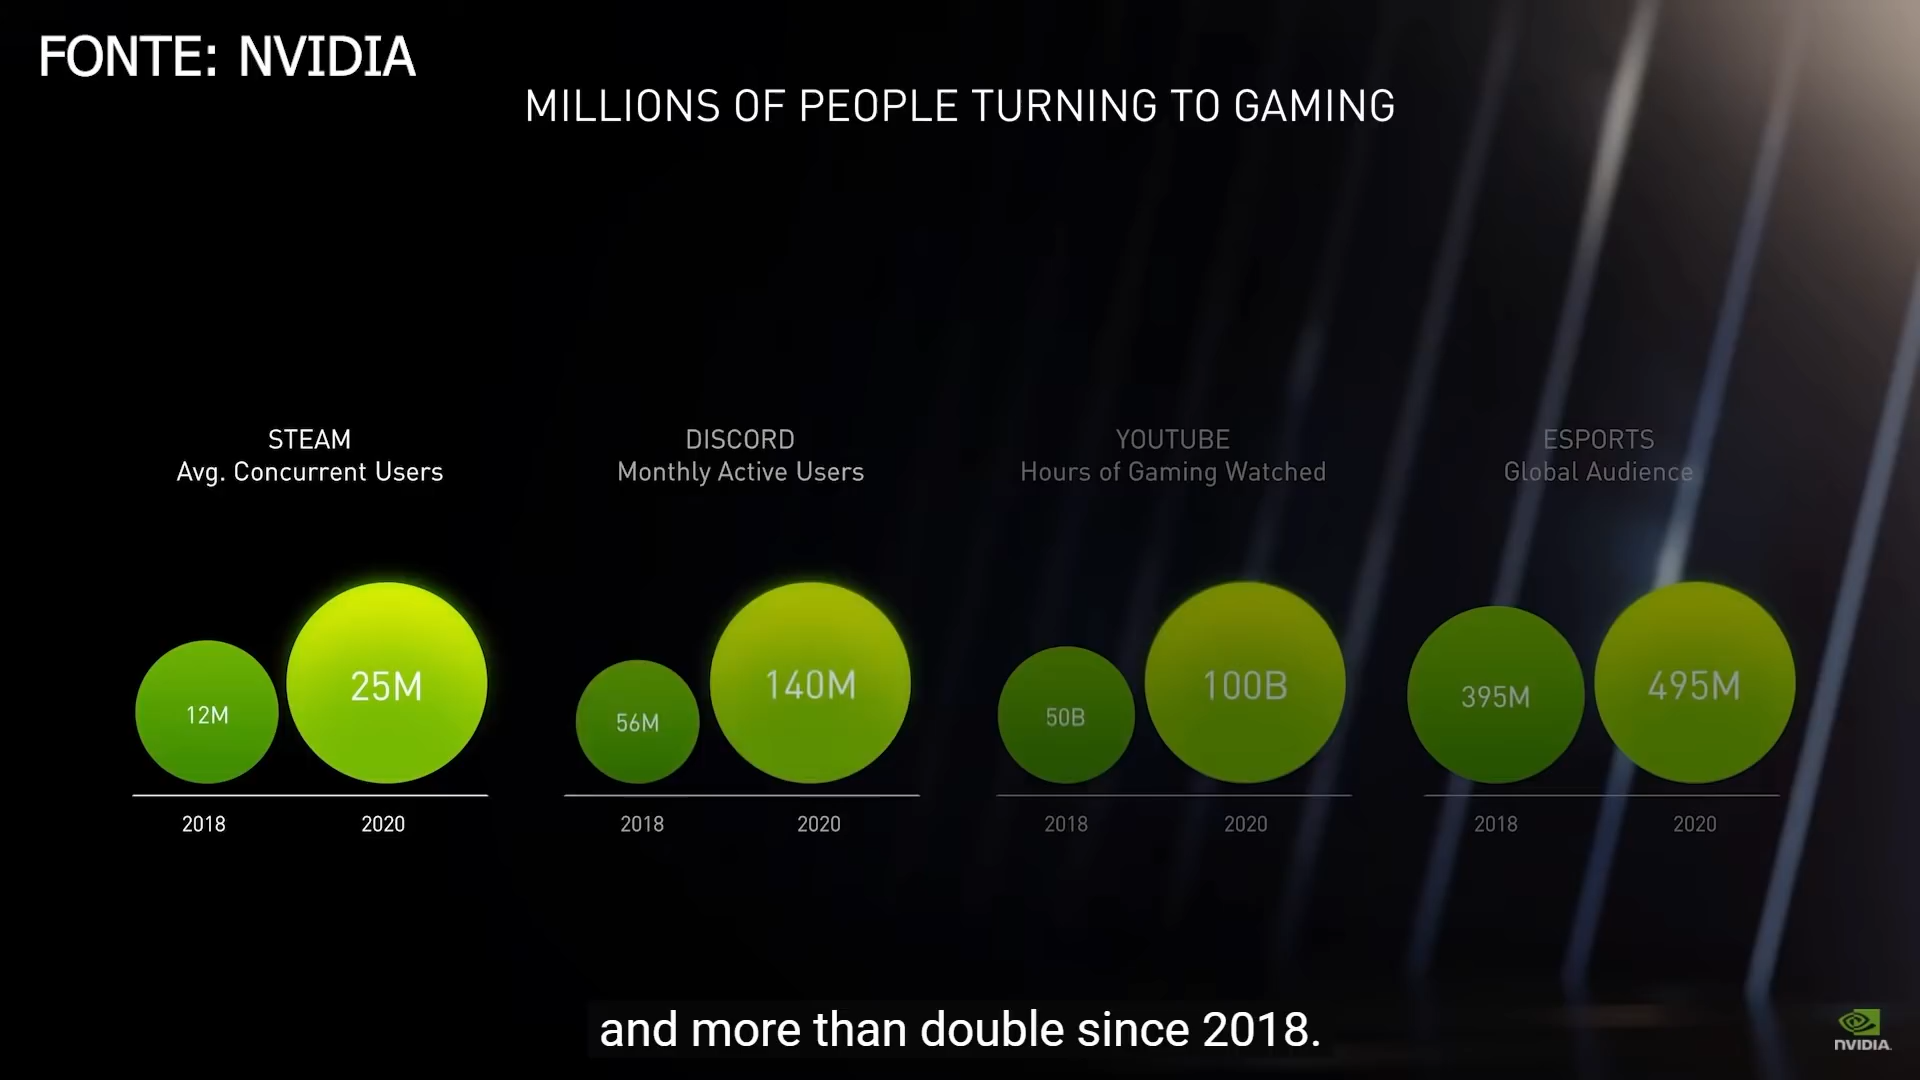 FONTE: NVIDIA
MILLIONS OF PEOPLE TURNING TO GAMING
STEAM
Avg. Concurrent Users
12M
25M
2018
2020
DISCORD
Monthly Active Users
56M
140M
2018
2020
YOUTUBE
Hours of Gaming Watched
50B
100B
2018
2020
ESPORTS
Global Audience
395M
495M
2018
2020
and more than double since 2018.
NVIDIA.